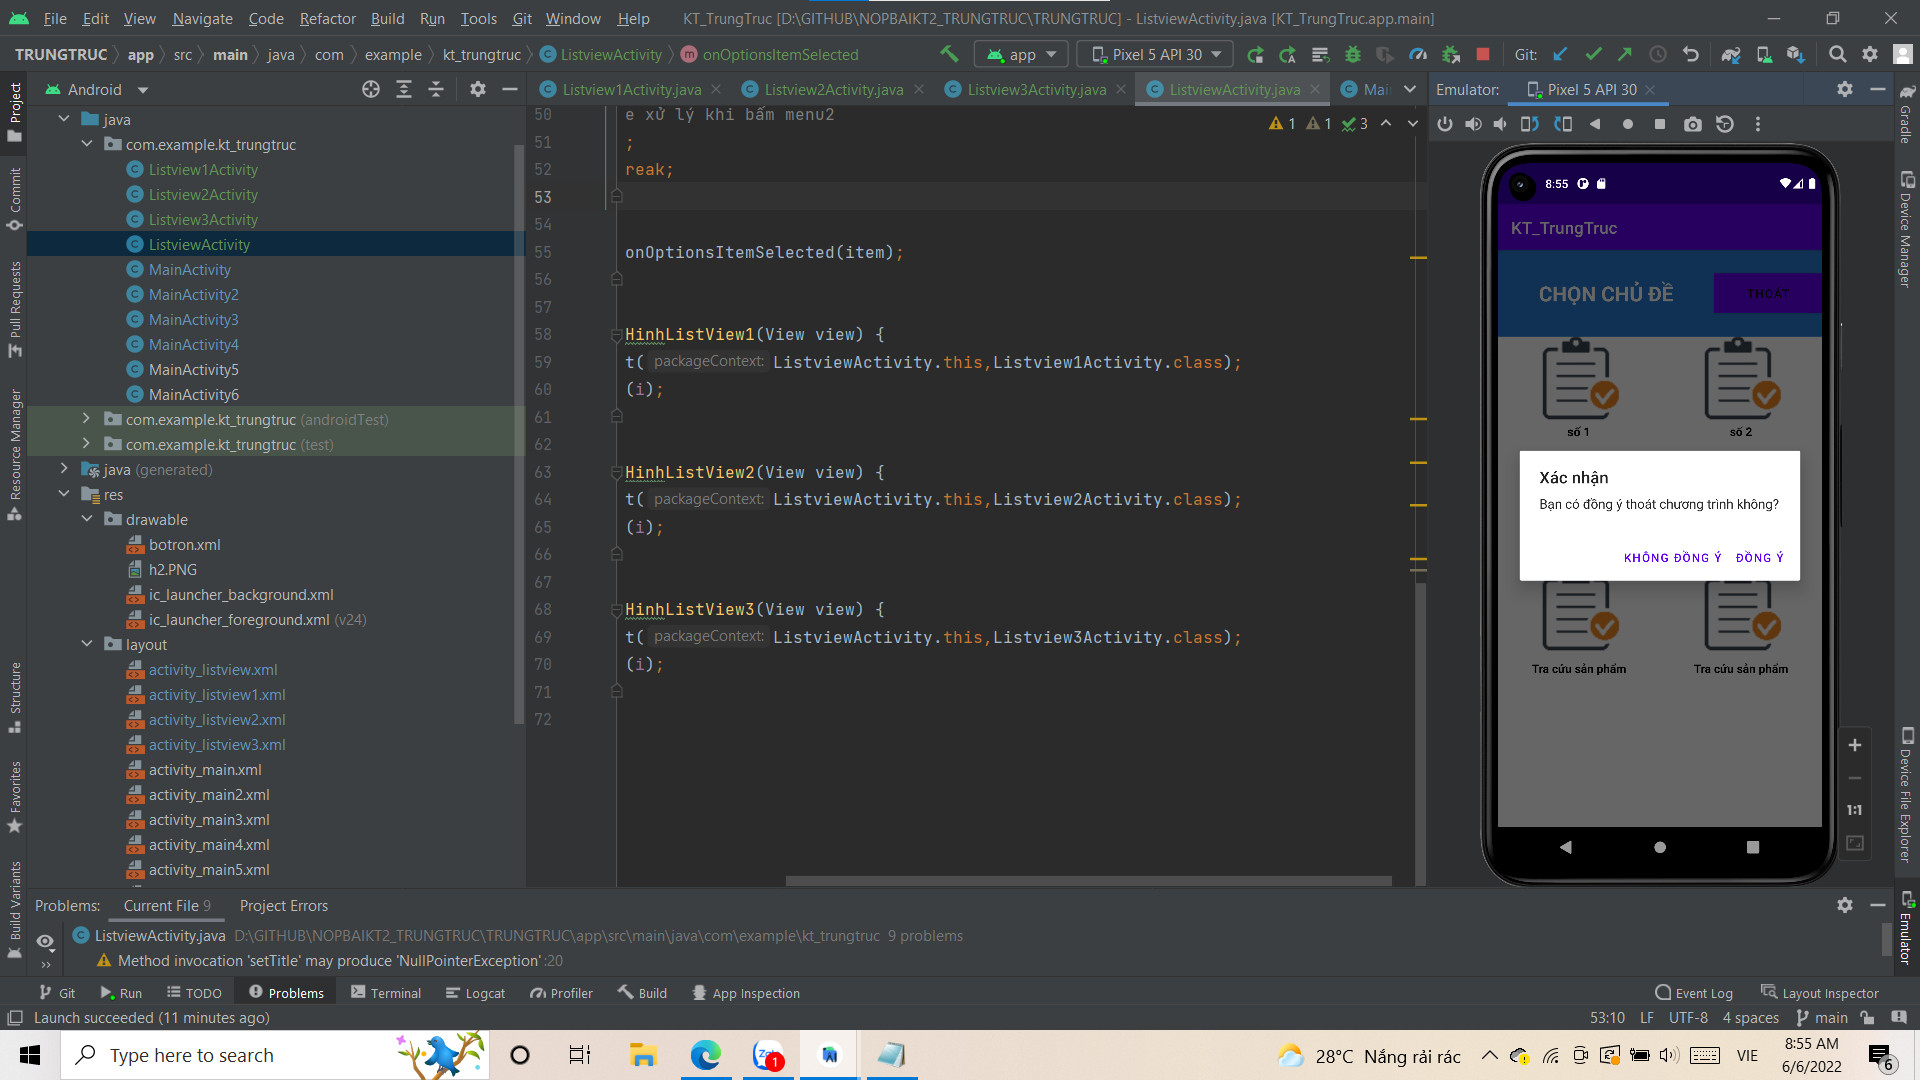 File Edit View Navigate Code Refactor Build Run Tools Git Window Help KT_TrungTruc [D:\GITHUB\NOPBAIKT2_TRUNGTRUC\TRUNGTRUC] - ListviewActivity.java [KT_TrungTruc.app.main]
TRUNGTRUC app src main java com example kt_trungtruc ListviewActivity onOptionsItemSelected app Pixel 5 API 30 Git:
Android
Listview1Activity.java Listview2Activity.java Listview3Activity.java ListviewActivity.java Mai
Emulator: Pixel 5 API 30
Project
Commit
Pull Requests
Resource Manager
Structure
Favorites
Build Variants
java
com.example.kt_trungtruc
Listview1Activity
Listview2Activity
Listview3Activity
ListviewActivity
MainActivity
MainActivity2
MainActivity3
MainActivity4
MainActivity5
MainActivity6
com.example.kt_trungtruc (androidTest)
com.example.kt_trungtruc (test)
java (generated)
res
drawable
botron.xml
h2.PNG
ic_launcher_background.xml
ic_launcher_foreground.xml (v24)
layout
activity_listview.xml
activity_listview1.xml
activity_listview2.xml
activity_listview3.xml
activity_main.xml
activity_main2.xml
activity_main3.xml
activity_main4.xml
activity_main5.xml
1 1 3
50 e xử lý khi bấm menu2
51 ;
52 reak;
53
54
55 onOptionsItemSelected(item);
56
57
58 HinhListView1(View view) {
59 t( packageContext: ListviewActivity.this,Listview1Activity.class);
60 (i);
61
62
63 HinhListView2(View view) {
64 t( packageContext: ListviewActivity.this,Listview2Activity.class);
65 (i);
66
67
68 HinhListView3(View view) {
69 t( packageContext: ListviewActivity.this,Listview3Activity.class);
70 (i);
71
72
8:55
KT_TrungTruc
CHỌN CHỦ ĐỀ THOÁT
số 1 số 2
Xác nhận
Bạn có đồng ý thoát chương trình không?
KHÔNG ĐỒNG Ý ĐỒNG Ý
Tra cứu sản phẩm Tra cứu sản phẩm
1:1
Gradle
Device Manager
Device File Explorer
Emulator
Problems: Current File 9 Project Errors
ListviewActivity.java D:\GITHUB\NOPBAIKT2_TRUNGTRUC\TRUNGTRUC\app\src\main\java\com\example\kt_trungtruc 9 problems
Method invocation 'setTitle' may produce 'NullPointerException' :20
Git Run TODO Problems Terminal Logcat Profiler Build App Inspection Event Log Layout Inspector
Launch succeeded (11 minutes ago) 53:10 LF UTF-8 4 spaces main
Type here to search
1
28°C Nắng rải rác VIE
8:55 AM
6/6/2022
6